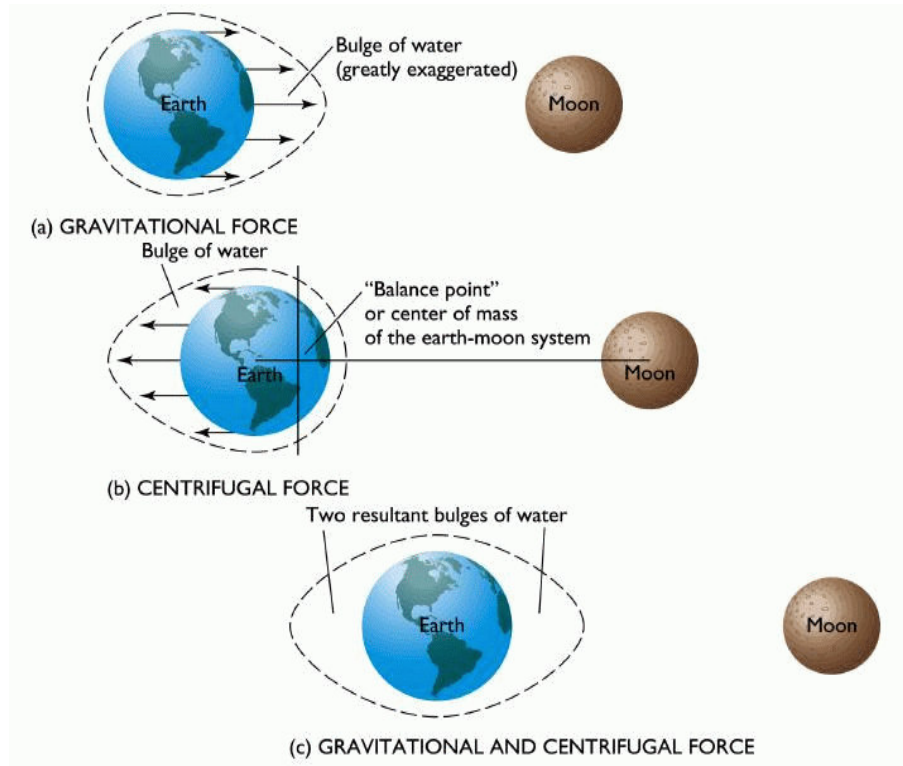 Bulge of water
(greatly exaggerated)
Earth
Moon
(a) GRAVITATIONAL FORCE
Bulge of water
“Balance point”
or center of mass
of the earth-moon system
Earth
Moon
(b) CENTRIFUGAL FORCE
Two resultant bulges of water
Earth
Moon
(c) GRAVITATIONAL AND CENTRIFUGAL FORCE